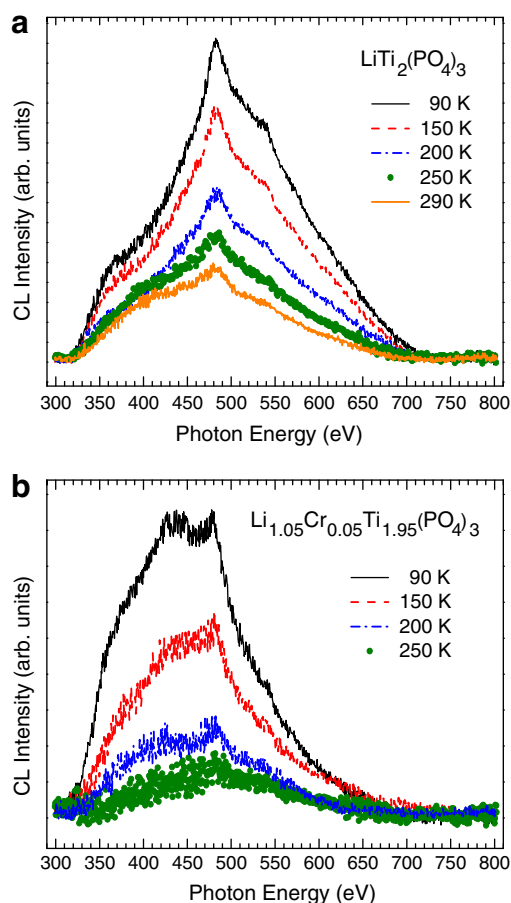 a
LiTi2(PO4)3
90 K
150 K
200 K
250 K
290 K
CL Intensity (arb. units)
300 350 400 450 500 550 600 650 700 750 800
Photon Energy (eV)
b
Li1.05Cr0.05Ti1.95(PO4)3
90 K
150 K
200 K
250 K
CL Intensity (arb. units)
300 350 400 450 500 550 600 650 700 750 800
Photon Energy (eV)